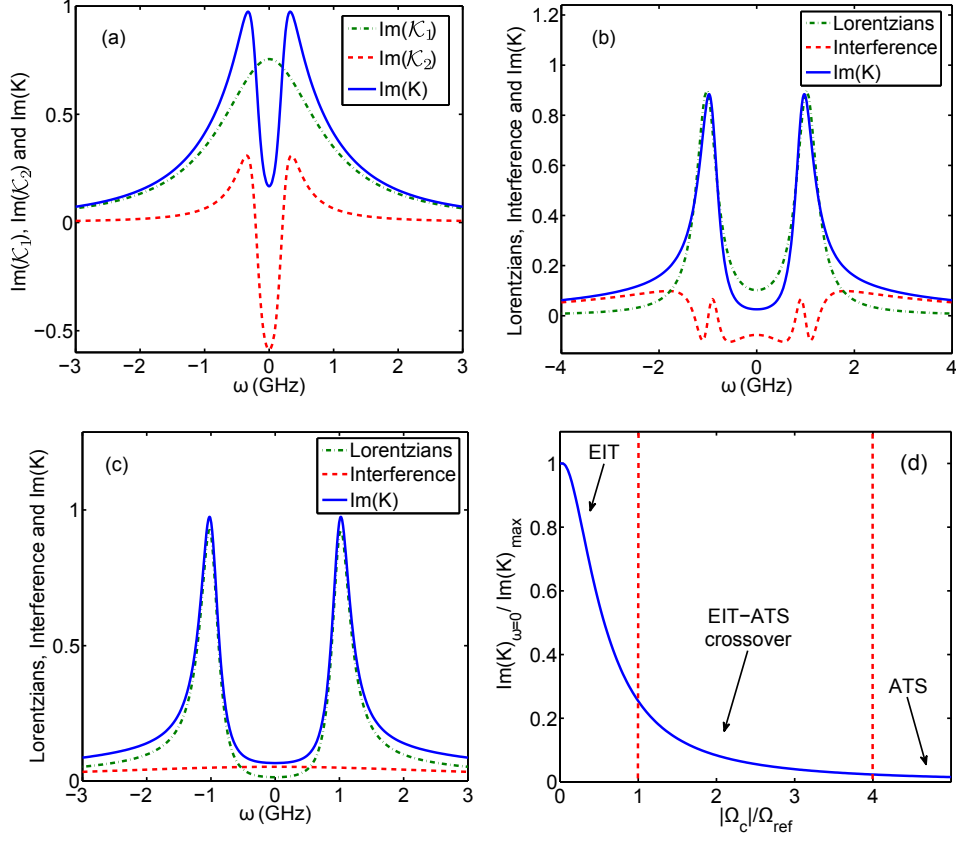 (a)
Im(𝒦₁)
Im(𝒦₂)
Im(K)
Im(𝒦₁), Im(𝒦₂) and Im(K)
1
0.5
0
−0.5
−3 −2 −1 0 1 2 3
ω (GHz)
(b)
Lorentzians
Interference
Im(K)
Lorentzians, Interference and Im(K)
1.2
1
0.8
0.6
0.4
0.2
0
−4 −2 0 2 4
ω (GHz)
(c)
Lorentzians
Interference
Im(K)
Lorentzians, Interference and Im(K)
1
0.5
0
−3 −2 −1 0 1 2 3
ω (GHz)
(d)
EIT
EIT−ATS
crossover
ATS
Im(K)ω=0/ Im(K)max
1
0.8
0.6
0.4
0.2
0
0 1 2 3 4
|Ωc|/Ωref